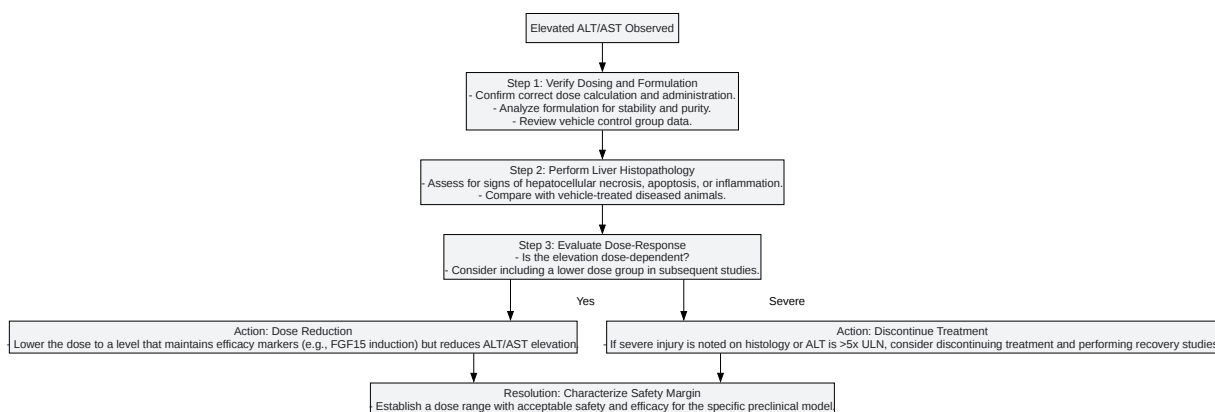 Elevated ALT/AST Observed
Step 1: Verify Dosing and Formulation
- Confirm correct dose calculation and administration.
- Analyze formulation for stability and purity.
- Review vehicle control group data.
Step 2: Perform Liver Histopathology
- Assess for signs of hepatocellular necrosis, apoptosis, or inflammation.
- Compare with vehicle-treated diseased animals.
Step 3: Evaluate Dose-Response
- Is the elevation dose-dependent?
- Consider including a lower dose group in subsequent studies.
Yes
Severe
Action: Dose Reduction
- Lower the dose to a level that maintains efficacy markers (e.g., FGF15 induction) but reduces ALT/AST elevation.
Action: Discontinue Treatment
- If severe injury is noted on histology or ALT is >5x ULN, consider discontinuing treatment and performing recovery studies
Resolution: Characterize Safety Margin
- Establish a dose range with acceptable safety and efficacy for the specific preclinical model.